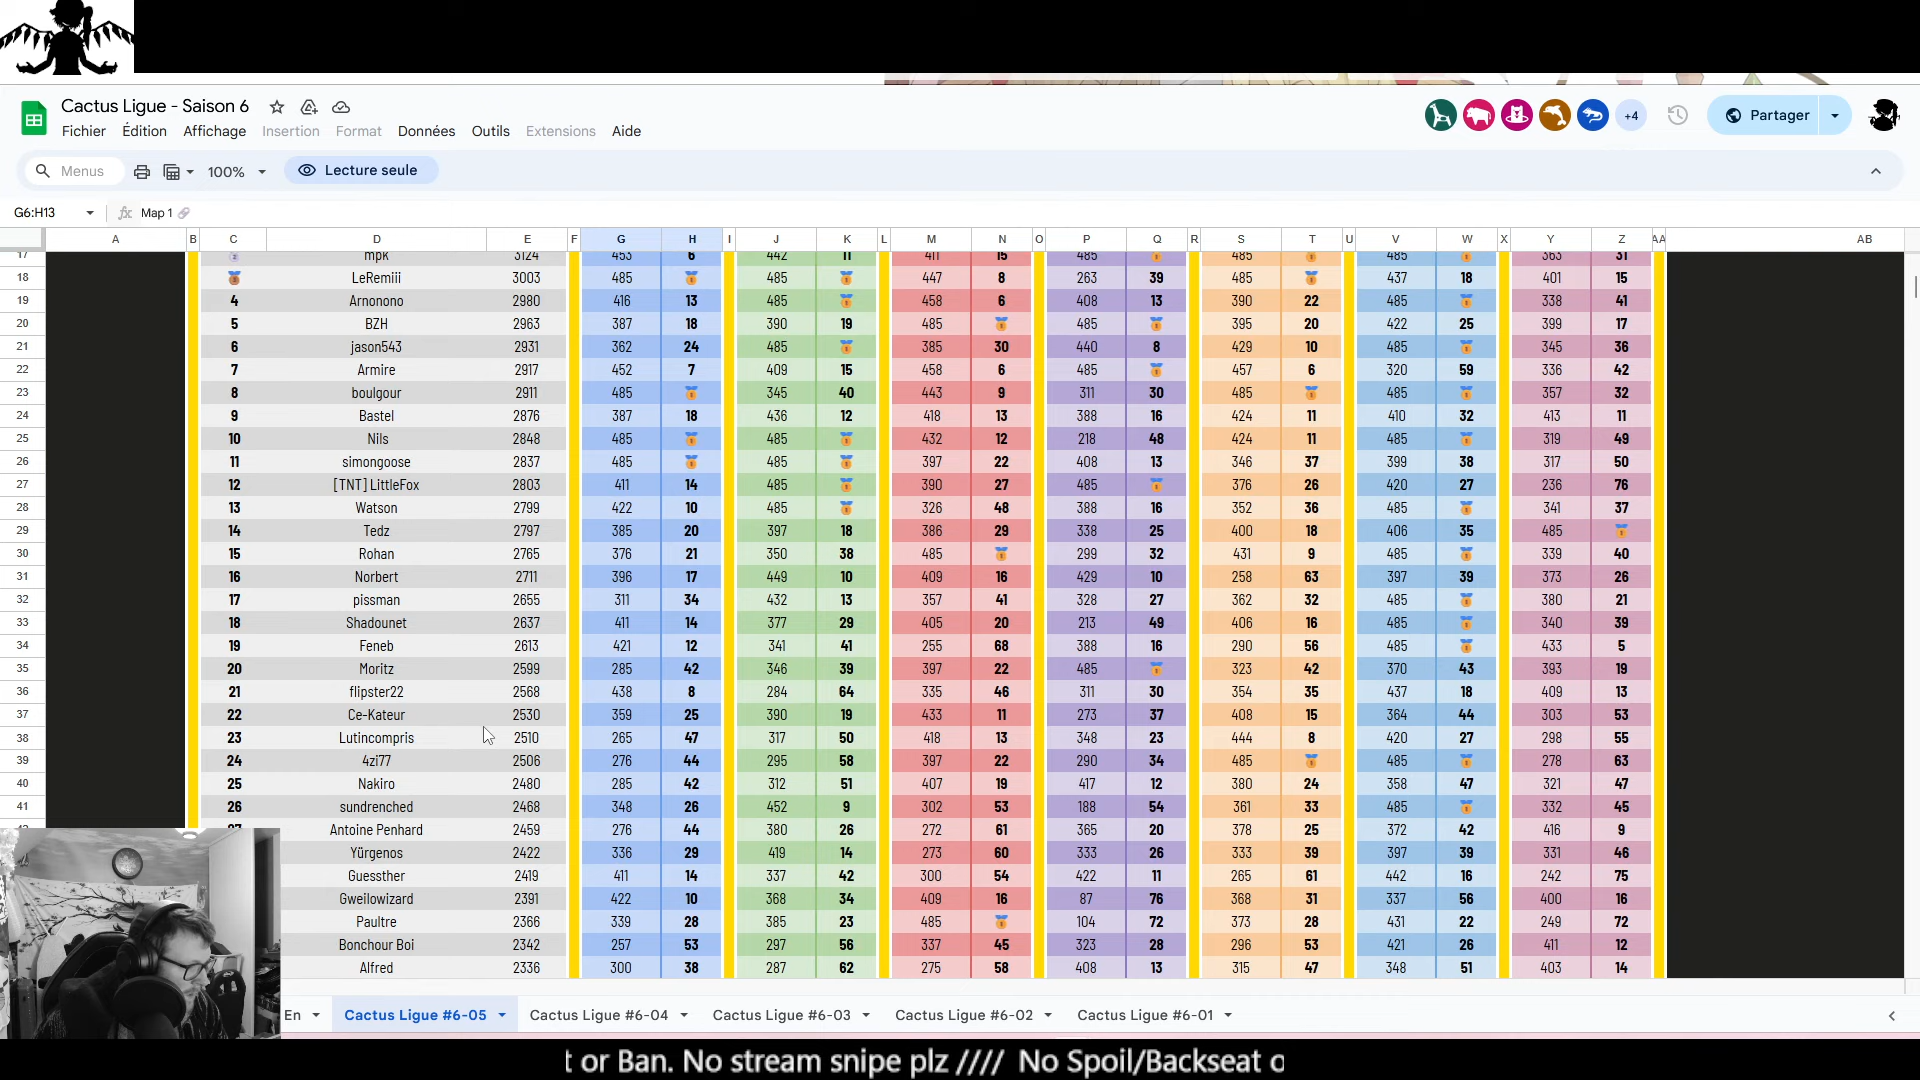 Cactus Ligue - Saison 6
+4
Partager
Fichier Édition Affichage Insertion Format Données Outils Extensions Aide
Menus 100% Lecture seule
G6:H13 fx Map 1
A B C D E F G H I J K L M N O P Q R S T U V W X Y Z AA AB
17 mpk 3124 453 6 442 11 411 15 485 485 485 363 31
18 LeRemiii 3003 485 485 447 8 263 39 485 437 18 401 15
19 4 Arnonono 2980 416 13 485 458 6 408 13 390 22 485 338 41
20 5 BZH 2963 387 18 390 19 485 485 395 20 422 25 399 17
21 6 jason543 2931 362 24 485 385 30 440 8 429 10 485 345 36
22 7 Armire 2917 452 7 409 15 458 6 485 457 6 320 59 336 42
23 8 boulgour 2911 485 345 40 443 9 311 30 485 485 357 32
24 9 Bastel 2876 387 18 436 12 418 13 388 16 424 11 410 32 413 11
25 10 Nils 2848 485 485 432 12 218 48 424 11 485 319 49
26 11 simongoose 2837 485 485 397 22 408 13 346 37 399 38 317 50
27 12 [TNT] LittleFox 2803 411 14 485 390 27 485 376 26 420 27 236 76
28 13 Watson 2799 422 10 485 326 48 388 16 352 36 485 341 37
29 14 Tedz 2797 385 20 397 18 386 29 338 25 400 18 406 35 485
30 15 Rohan 2765 376 21 350 38 485 299 32 431 9 485 339 40
31 16 Norbert 2711 396 17 449 10 409 16 429 10 258 63 397 39 373 26
32 17 pissman 2655 311 34 432 13 357 41 328 27 362 32 485 380 21
33 18 Shadounet 2637 411 14 377 29 405 20 213 49 406 16 485 340 39
34 19 Feneb 2613 421 12 341 41 255 68 388 16 290 56 485 433 5
35 20 Moritz 2599 285 42 346 39 397 22 485 323 42 370 43 393 19
36 21 flipster22 2568 438 8 284 64 335 46 311 30 354 35 437 18 409 13
37 22 Ce-Kateur 2530 359 25 390 19 433 11 273 37 408 15 364 44 303 53
38 23 Lutincompris 2510 265 47 317 50 418 13 348 23 444 8 420 27 298 55
39 24 4zi77 2506 276 44 295 58 397 22 290 34 485 485 278 63
40 25 Nakiro 2480 285 42 312 51 407 19 417 12 380 24 358 47 321 47
41 26 sundrenched 2468 348 26 452 9 302 53 188 54 361 33 485 332 45
Antoine Penhard 2459 276 44 380 26 272 61 365 20 378 25 372 42 416 9
Yürgenos 2422 336 29 419 14 273 60 333 26 333 39 397 39 331 46
Guessther 2419 411 14 337 42 300 54 422 11 265 61 442 16 242 75
Gweilowizard 2391 422 10 368 34 409 16 87 76 368 31 337 56 400 16
Paultre 2366 339 28 385 23 485 104 72 373 28 431 22 249 72
Bonchour Boi 2342 257 53 297 56 337 45 323 28 296 53 421 26 411 12
Alfred 2336 300 38 287 62 275 58 408 13 315 47 348 51 403 14
En Cactus Ligue #6-05 Cactus Ligue #6-04 Cactus Ligue #6-03 Cactus Ligue #6-02 Cactus Ligue #6-01
t or Ban. No stream snipe plz //// No Spoil/Backseat o